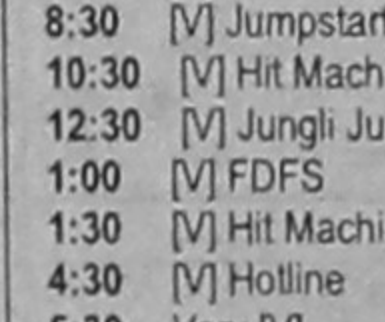 8:30 [V] Jumpstart
10:30 [V] Hit Mach
12:30 [V] Jungli Ju
1:00 [V] FDFS
1:30 [V] Hit Machi
4:30 [V] Hotline